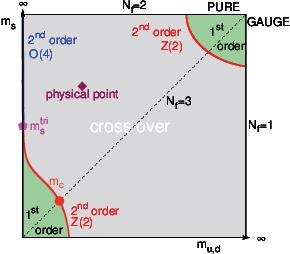 ∞
N_f=2
PURE
GAUGE
m_s
2nd order
O(4)
2nd order
Z(2)
1st
order
physical point
N_f=3
m_s^tri
cross over
N_f=1
m_c
1st
order
2nd order
Z(2)
0
m_u,d
∞